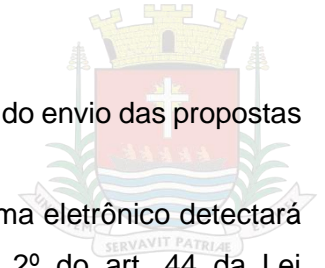 do envio das propostas
ma eletrônico detectará
SERVAVIT PATRIAE
2º do art. 44 da Lei